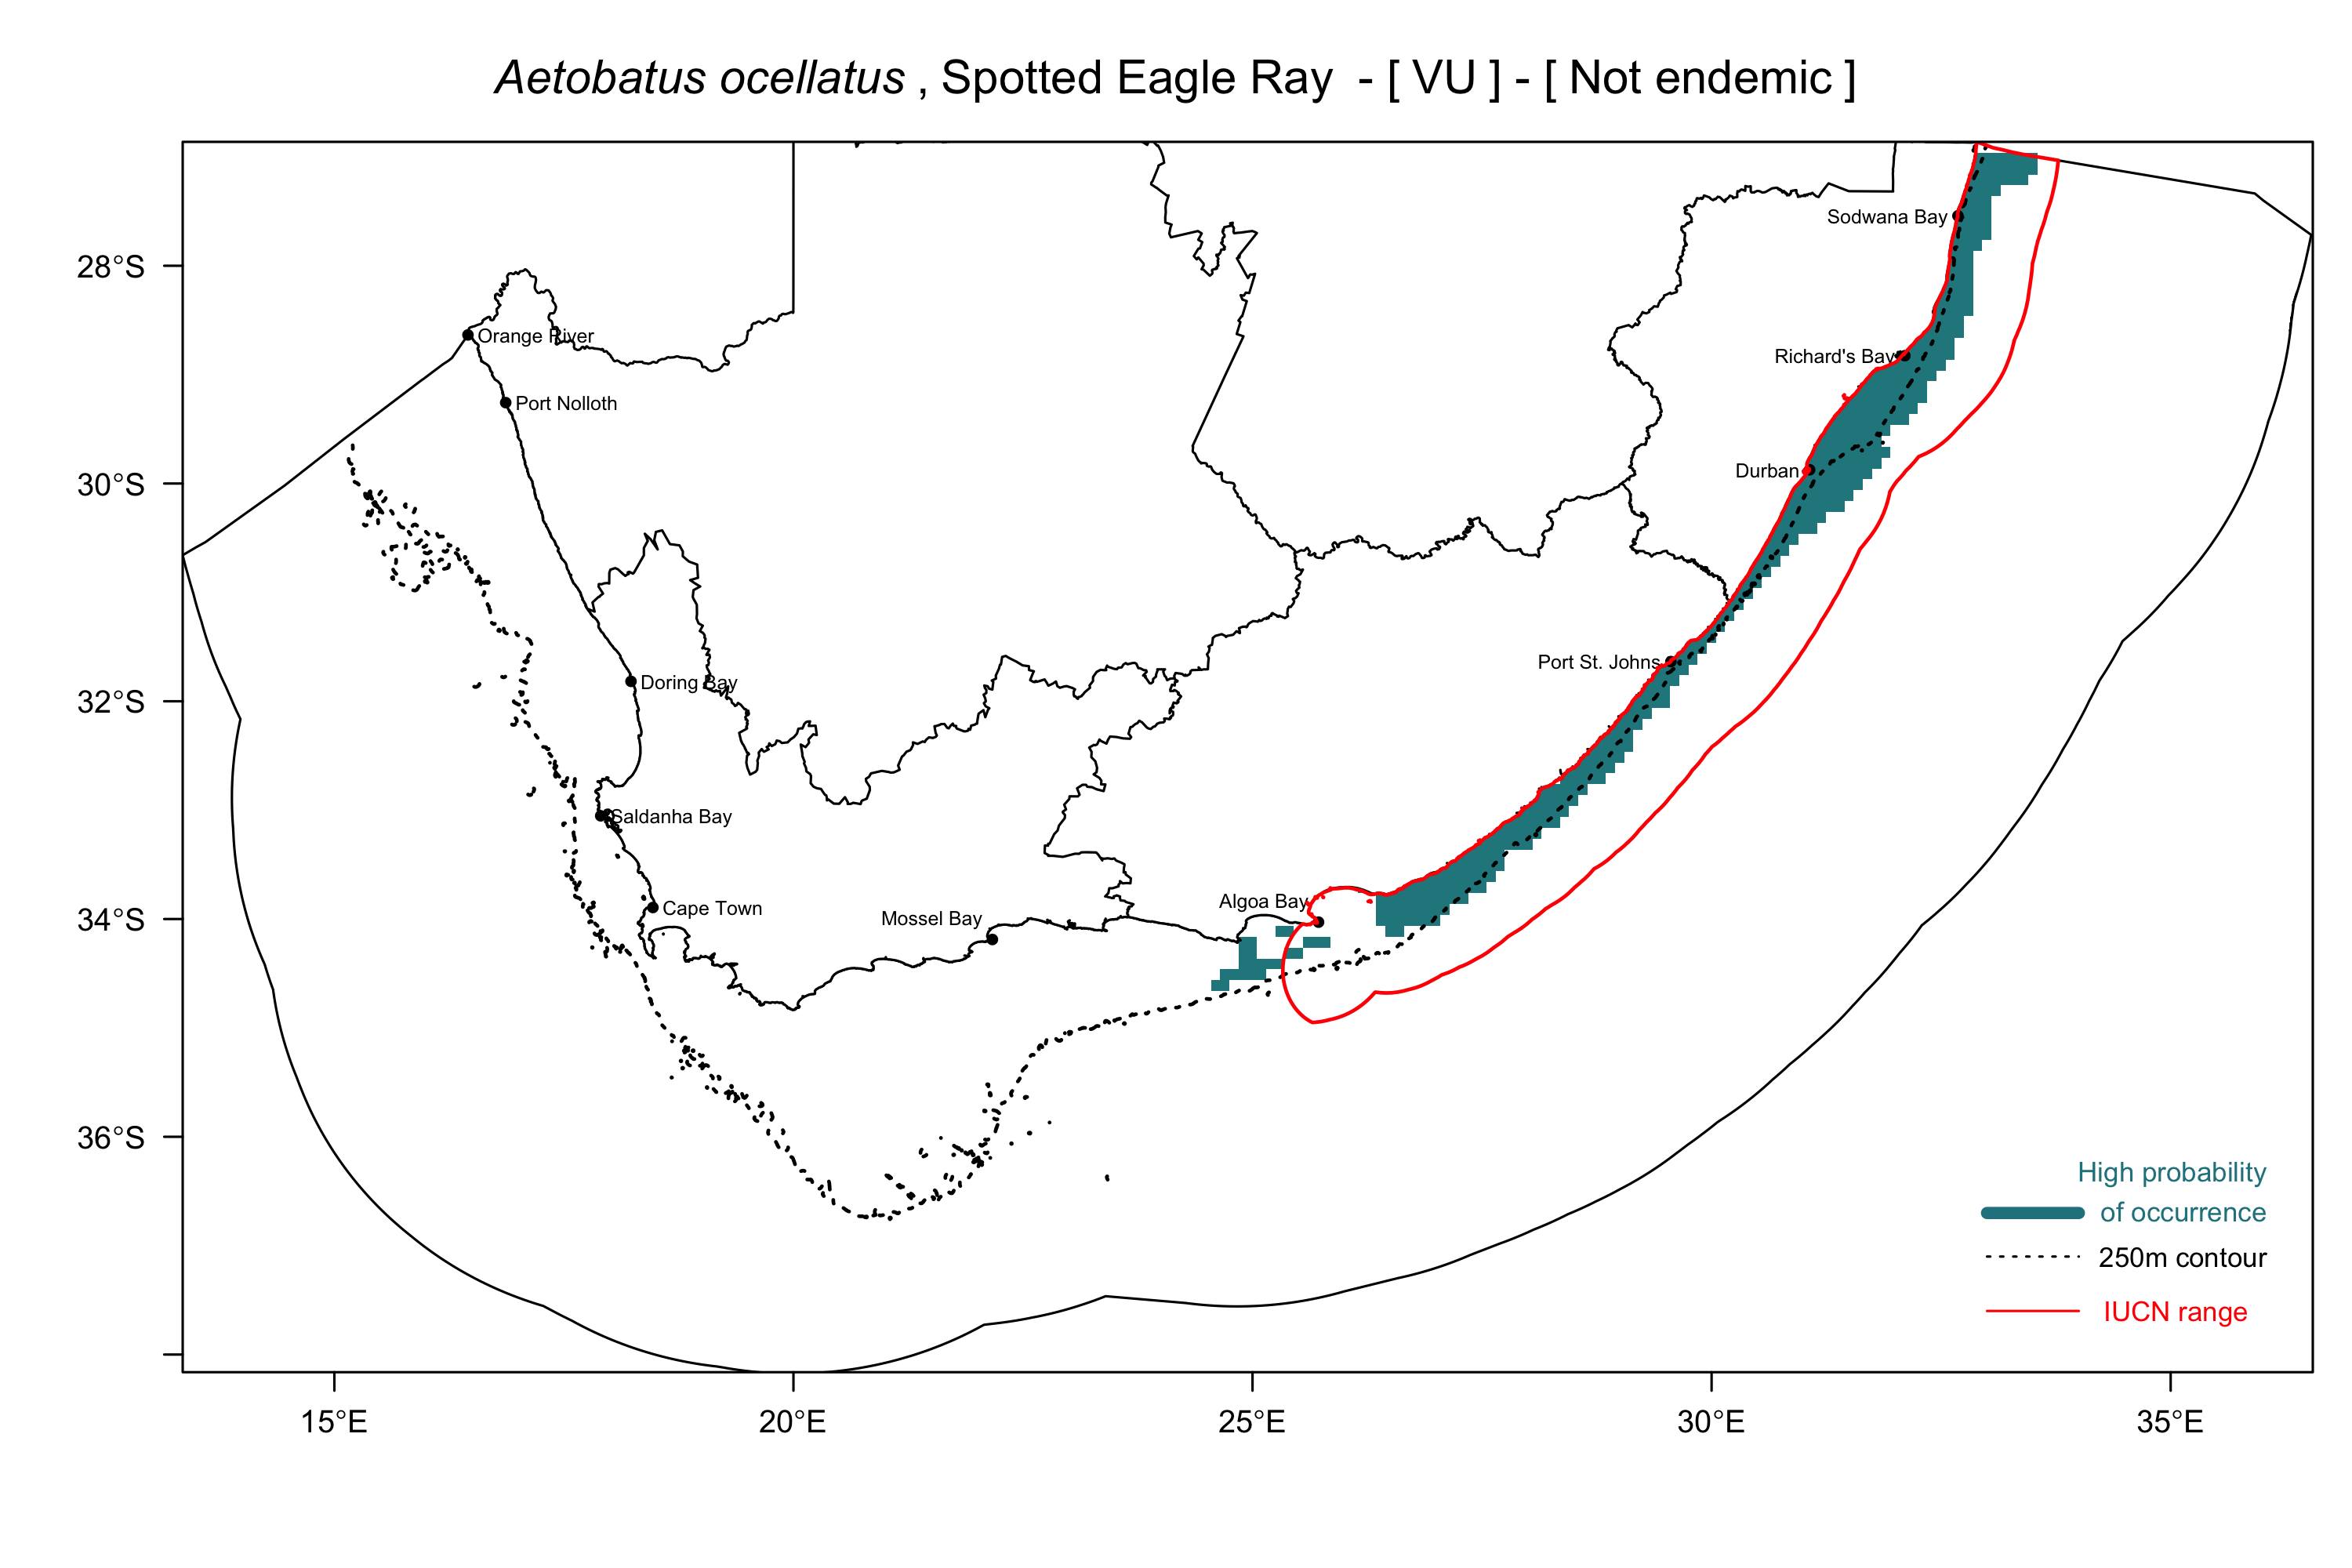 Aetobatus ocellatus , Spotted Eagle Ray - [ VU ] - [ Not endemic ]
Sodwana Bay
28°S
Orange River
Richard's Bay
Port Nolloth
Durban
30°S
Port St. Johns
Doring Bay
32°S
Saldanha Bay
Algoa Bay
Cape Town
Mossel Bay
34°S
36°S
High probability
of occurrence
250m contour
IUCN range
15°E
20°E
25°E
30°E
35°E